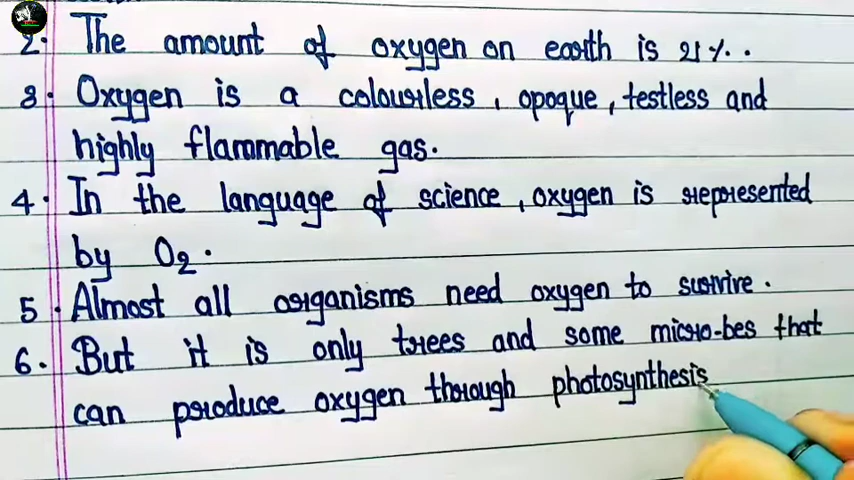 2. The amount of oxygen on earth is 21%.
3. Oxygen is a colourless, opoque, testless and
highly flammable gas.
4. In the language of science, oxygen is represented
by O₂.
5. Almost all organisms need oxygen to survive.
6. But it is only trees and some micro-bes that
can produce oxygen through photosynthesis